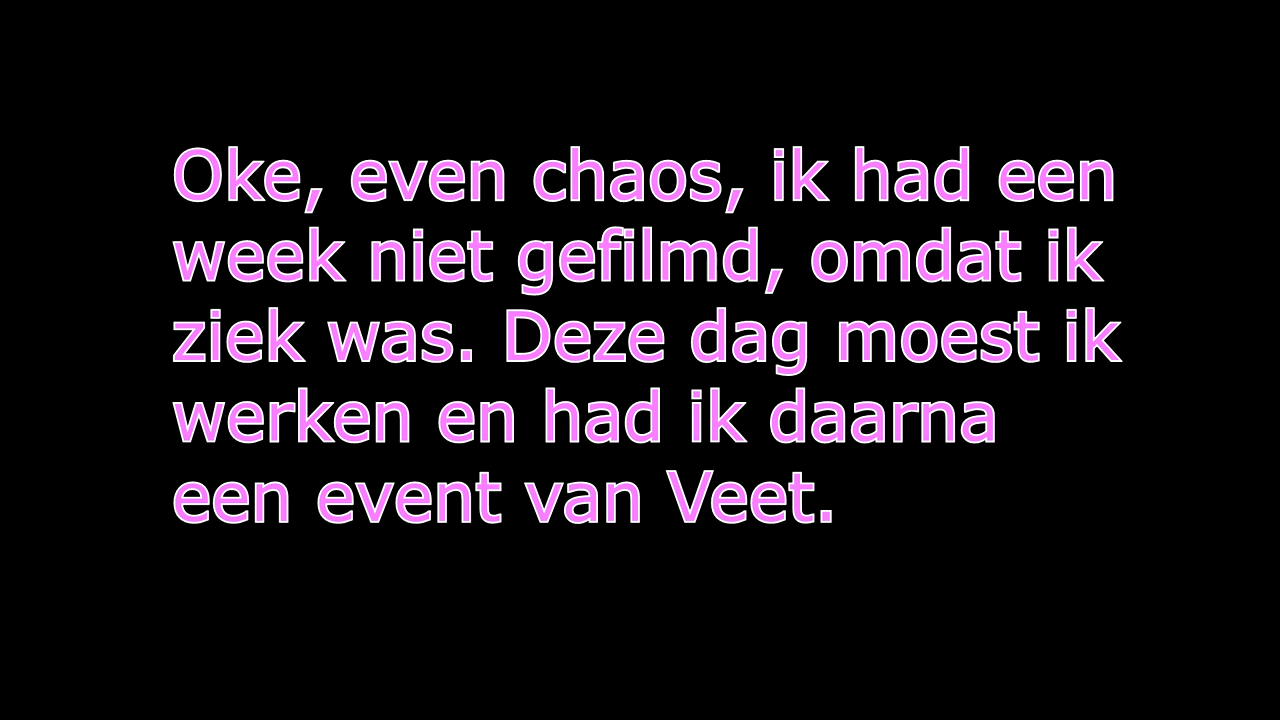 Oke, even chaos, ik had een
week niet gefilmd, omdat ik
ziek was. Deze dag moest ik
werken en had ik daarna
een event van Veet.